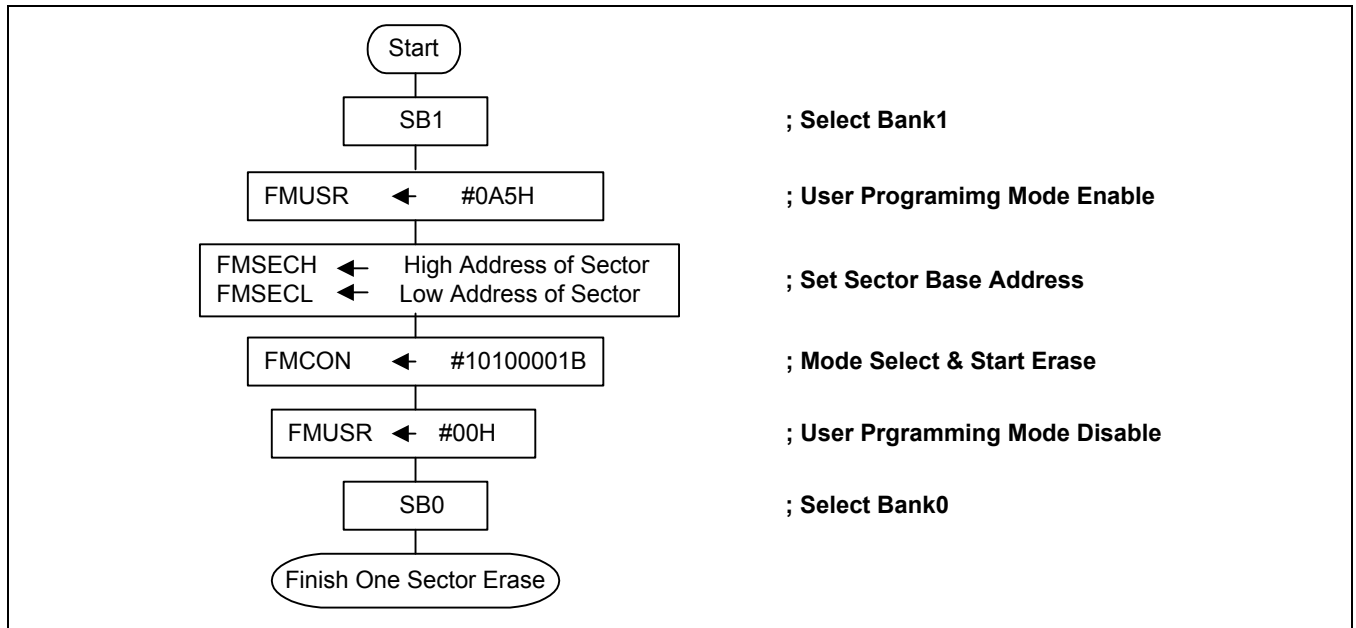 Start
SB1 ; Select Bank1
FMUSR ← #0A5H ; User Programimg Mode Enable
FMSECH ← High Address of Sector
FMSECL ← Low Address of Sector
; Set Sector Base Address
FMCON ← #10100001B ; Mode Select & Start Erase
FMUSR ← #00H ; User Prgramming Mode Disable
SB0 ; Select Bank0
Finish One Sector Erase